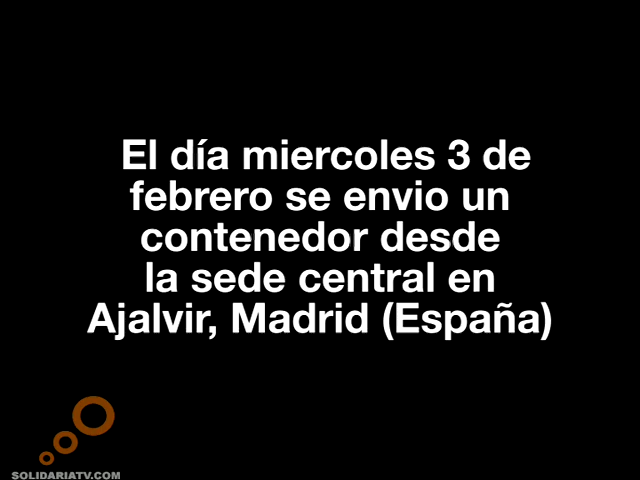 El día miercoles 3 de
febrero se envio un
contenedor desde
la sede central en
Ajalvir, Madrid (España)
SOLIDARIATV.COM